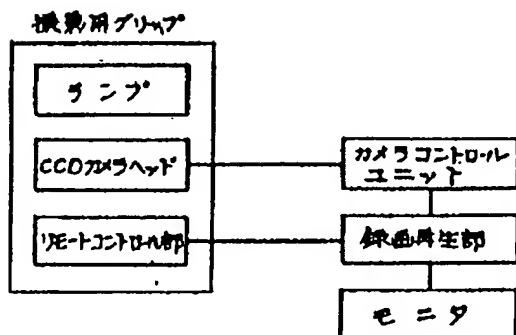 撮影用グリップ
ランプ
CCDカメラヘッド
カメラコントロール
ユニット
リモートコントロール部
録画再生部
モニタ